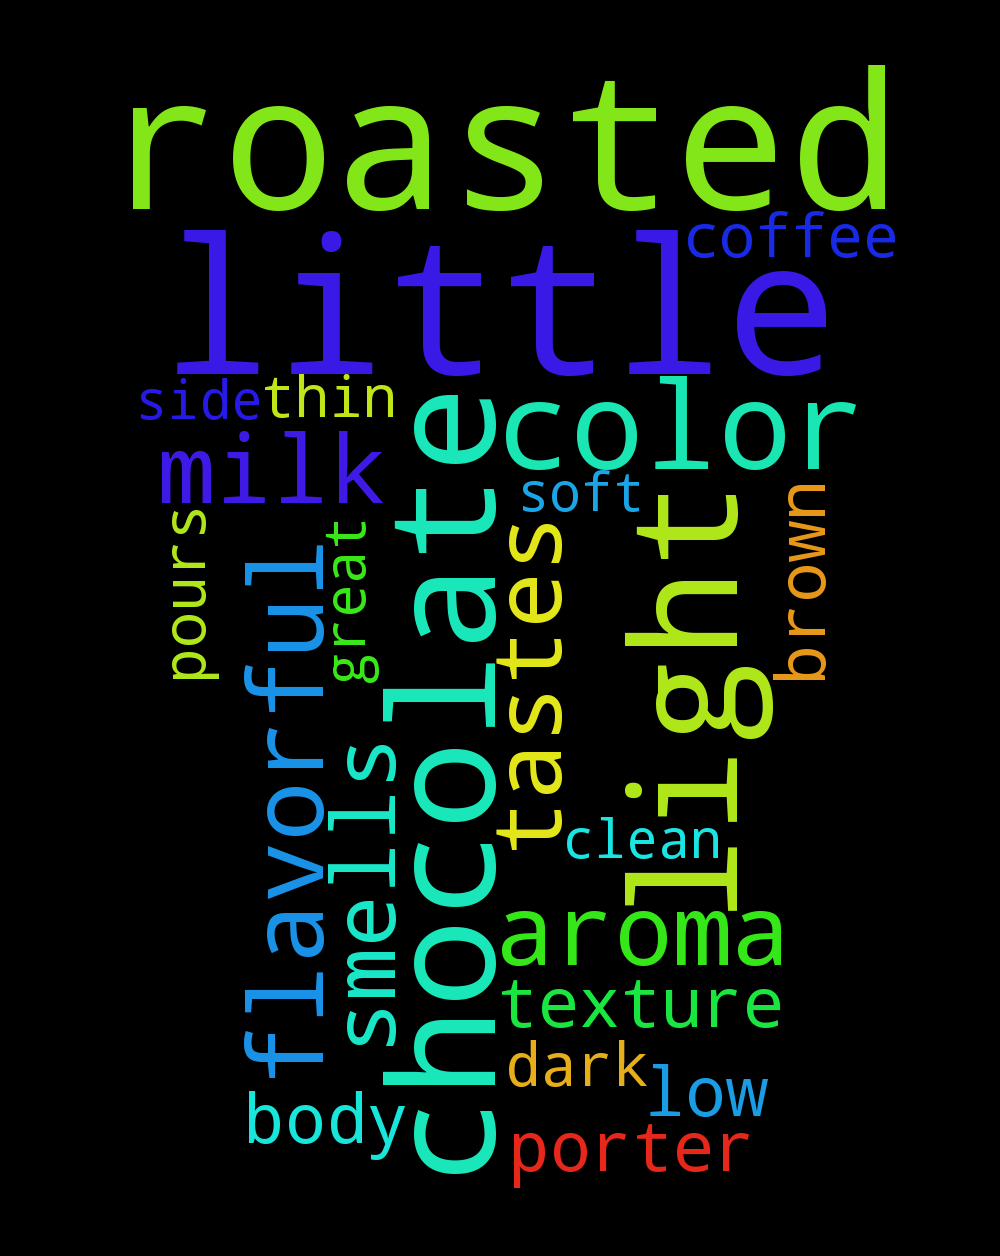 roasted
coffee
little
side
thin
color
milk
soft
chocolate
light
brown
pours
great
tastes
flavorful
smells
clean
aroma
texture
dark
low
body
porter